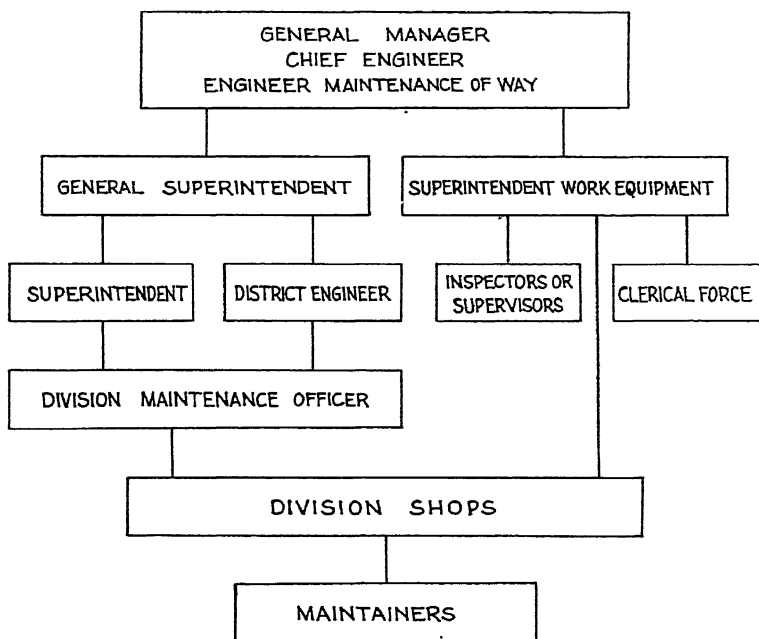 GENERAL MANAGER
CHIEF ENGINEER
ENGINEER MAINTENANCE OF WAY
GENERAL SUPERINTENDENT
SUPERINTENDENT WORK EQUIPMENT
SUPERINTENDENT
DISTRICT ENGINEER
INSPECTORS OR
SUPERVISORS
CLERICAL FORCE
DIVISION MAINTENANCE OFFICER
DIVISION SHOPS
MAINTAINERS